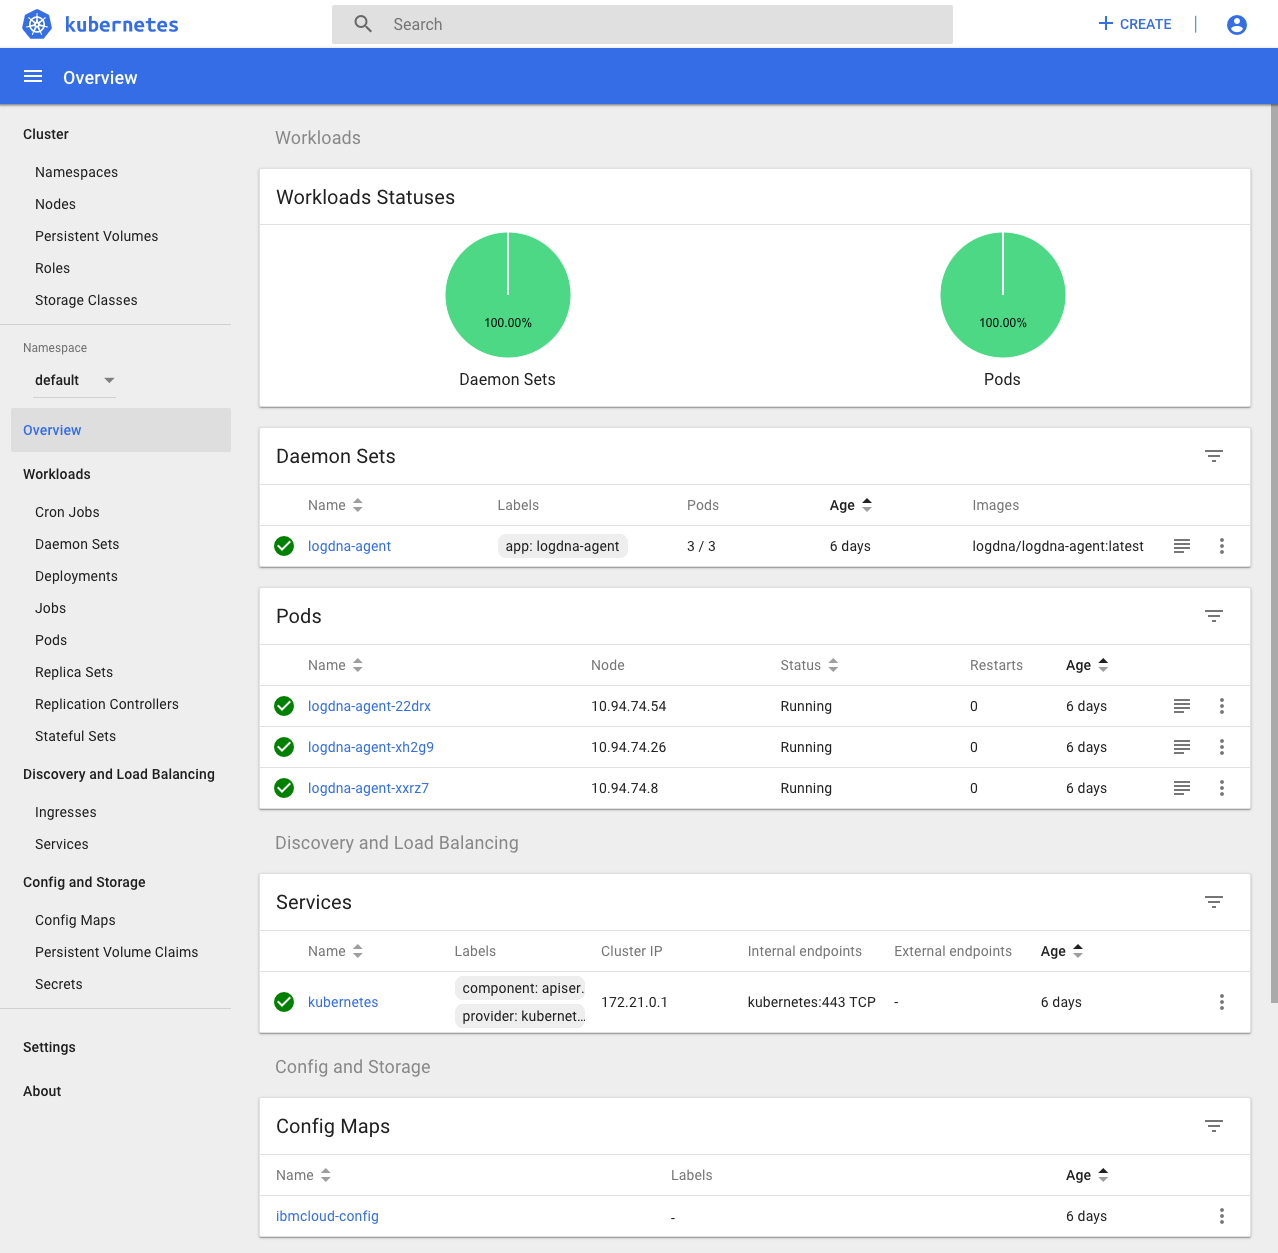 kubernetes
Search
CREATE
Overview
Cluster
Namespaces
Nodes
Persistent Volumes
Roles
Storage Classes
Namespace
default
Overview
Workloads
Cron Jobs
Daemon Sets
Deployments
Jobs
Pods
Replica Sets
Replication Controllers
Stateful Sets
Discovery and Load Balancing
Ingresses
Services
Config and Storage
Config Maps
Persistent Volume Claims
Secrets
Settings
About
Workloads
Workloads Statuses
100.00%
Daemon Sets
100.00%
Pods
Daemon Sets
Name Labels Pods Age Images
logdna-agent app: logdna-agent 3 / 3 6 days logdna/logdna-agent:latest
Pods
Name Node Status Restarts Age
logdna-agent-22drx 10.94.74.54 Running 0 6 days
logdna-agent-xh2g9 10.94.74.26 Running 0 6 days
logdna-agent-xxrz7 10.94.74.8 Running 0 6 days
Discovery and Load Balancing
Services
Name Labels Cluster IP Internal endpoints External endpoints Age
component: apiser.
kubernetes 172.21.0.1 kubernetes:443 TCP - 6 days
provider: kubernet...
Config and Storage
Config Maps
Name Labels Age
ibmcloud-config - 6 days